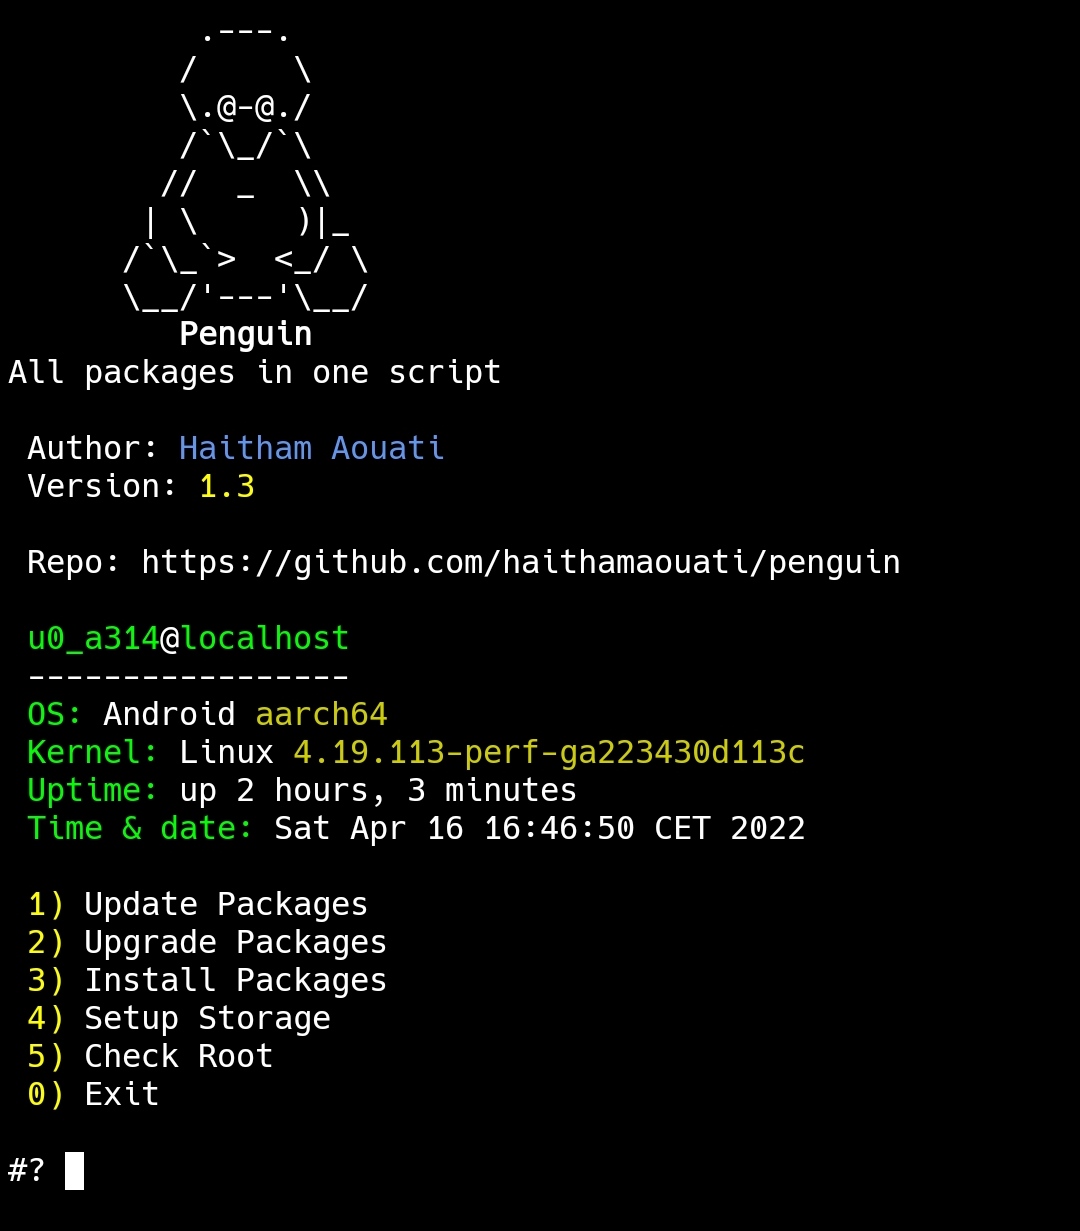 .---.
          /     \
          \.@-@./
          /`\_/`\
         //  _  \\
        | \     )|_
       /`\_`>  <_/ \
       \__/'---'\__/
          Penguin
All packages in one script
Author: Haitham Aouati
Version: 1.3
Repo: https://github.com/haithamaouati/penguin
u0_a314@localhost
-----------------
OS: Android aarch64
Kernel: Linux 4.19.113-perf-ga223430d113c
Uptime: up 2 hours, 3 minutes
Time & date: Sat Apr 16 16:46:50 CET 2022
1) Update Packages
2) Upgrade Packages
3) Install Packages
4) Setup Storage
5) Check Root
0) Exit
#?